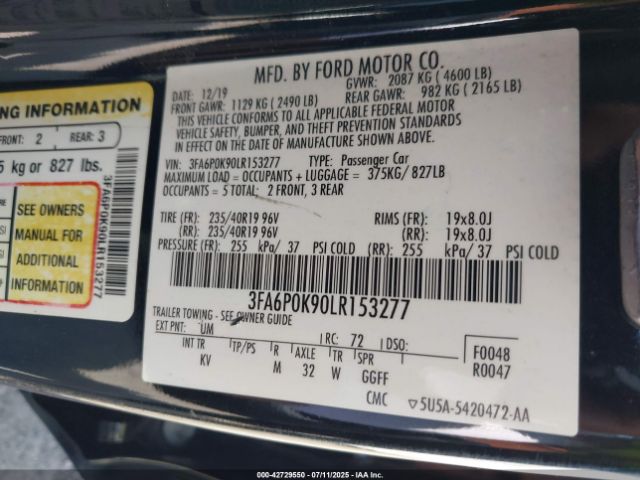 NG INFORMATION
FRONT: 2 REAR: 3
5 kg or 827 lbs.
SEE OWNERS
MANUAL FOR
ADDITIONAL
INFORMATION
3FA6P0K90LR153277
MFD. BY FORD MOTOR CO.
DATE: 12/19 GVWR: 2087 KG ( 4600 LB)
FRONT GAWR: 1129 KG ( 2490 LB) REAR GAWR: 982 KG ( 2165 LB)
THIS VEHICLE CONFORMS TO ALL APPLICABLE FEDERAL MOTOR
VEHICLE SAFETY, BUMPER, AND THEFT PREVENTION STANDARDS
IN EFFECT ON THE DATE OF MANUFACTURE SHOWN ABOVE.
VIN: 3FA6P0K90LR153277 TYPE: Passenger Car
MAXIMUM LOAD = OCCUPANTS + LUGGAGE = 375KG/ 827LB
OCCUPANTS = 5 TOTAL: 2 FRONT, 3 REAR
TIRE (FR): 235/40R19 96V RIMS (FR): 19x8.0J
(RR): 235/40R19 96V (RR): 19x8.0J
PRESSURE (FR): 255 kPa/ 37 PSI COLD (RR): 255 kPa/ 37 PSI COLD
3FA6P0K90LR153277
TRAILER TOWING - SEE OWNER GUIDE
EXT PNT: UM RC: 72 DSO: F0048
INT TR TP/PS R AXLE TR SPR R0047
KV M 32 W GGFF
CMC 5U5A-5420472-AA
000-42729550 - 07/11/2025 - IAA Inc.